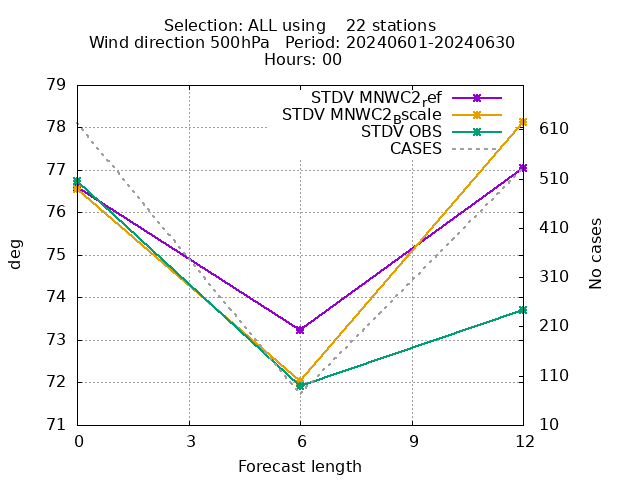 Selection: ALL using 22 stations
Wind direction 500hPa Period: 20240601-20240630
Hours: 00
79
78
77
76
75
74
73
72
71
deg
STDV MNWC2ref
STDV MNWC2Bscale
STDV OBS
CASES
610
510
410
310
210
110
10
No cases
0 3 6 9 12
Forecast length